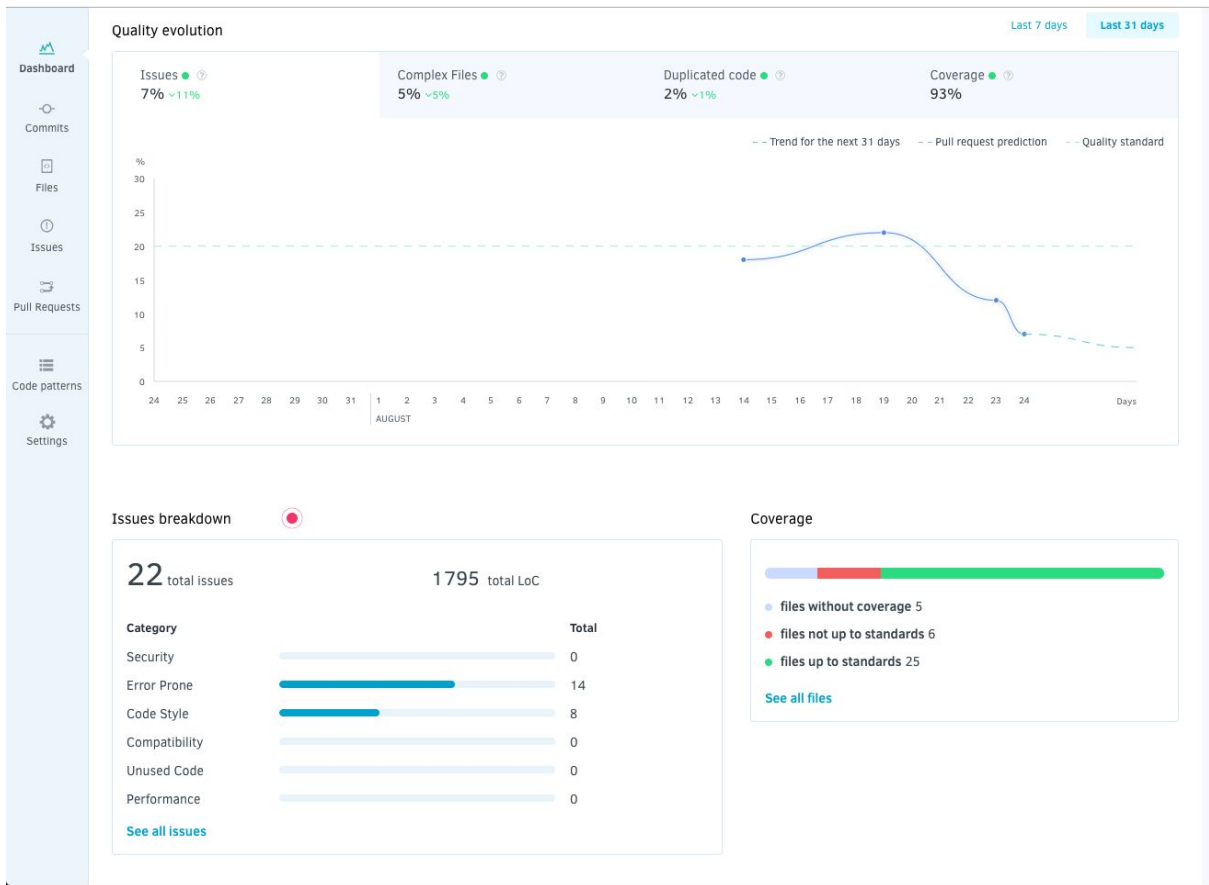 Dashboard
Commits
Files
Issues
Pull Requests
Code patterns
Settings
Quality evolution
Last 7 days
Last 31 days
Issues
7% 11%
Complex Files
5% 5%
Duplicated code
2% 1%
Coverage
93%
Trend for the next 31 days
Pull request prediction
Quality standard
%
30
25
20
15
10
5
0
24 25 26 27 28 29 30 31 1 2 3 4 5 6 7 8 9 10 11 12 13 14 15 16 17 18 19 20 21 22 23 24 Days
AUGUST
Issues breakdown
22 total issues 1795 total LoC
Category Total
Security 0
Error Prone 14
Code Style 8
Compatibility 0
Unused Code 0
Performance 0
See all issues
Coverage
files without coverage 5
files not up to standards 6
files up to standards 25
See all files